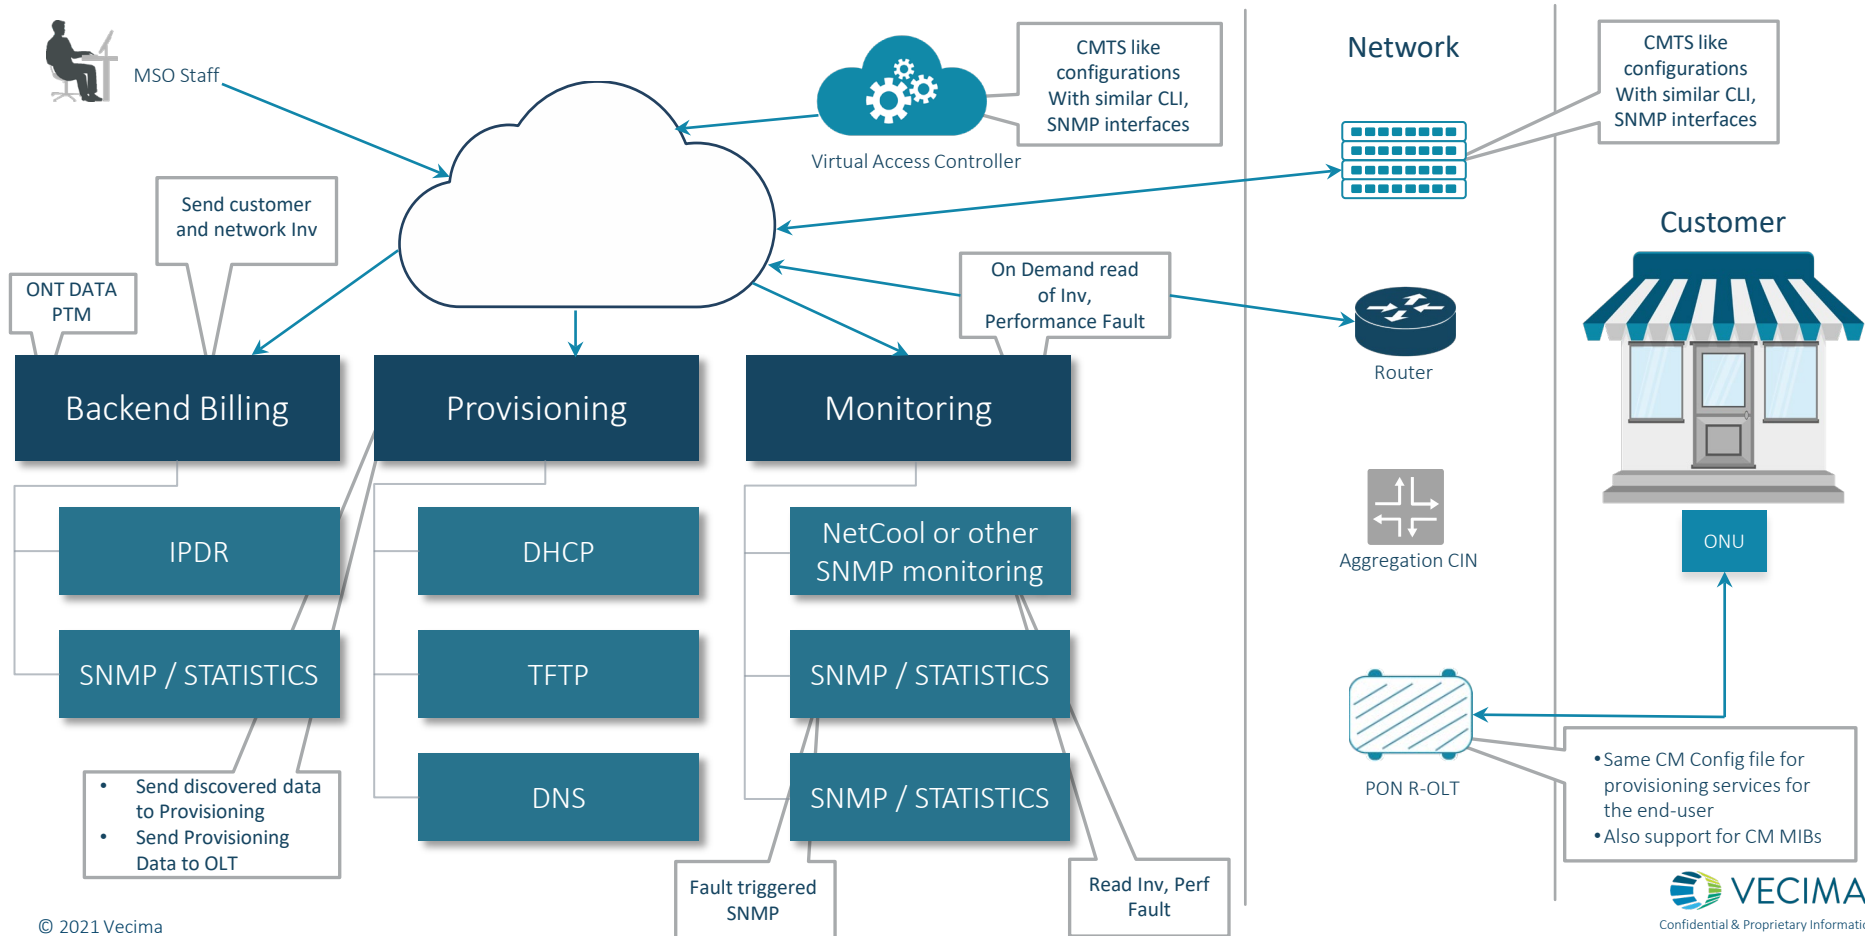 MSO Staff
CMTS like
configurations
With similar CLI,
SNMP interfaces
Virtual Access Controller
Network
CMTS like
configurations
With similar CLI,
SNMP interfaces
Send customer
and network Inv
ONT DATA
PTM
On Demand read
of Inv,
Performance Fault
Customer
Router
Backend Billing
Provisioning
Monitoring
IPDR
DHCP
NetCool or other
SNMP monitoring
Aggregation CIN
ONU
SNMP / STATISTICS
TFTP
SNMP / STATISTICS
DNS
SNMP / STATISTICS
PON R-OLT
• Send discovered data
to Provisioning
• Send Provisioning
Data to OLT
• Same CM Config file for
provisioning services for
the end-user
• Also support for CM MIBs
Fault triggered
SNMP
Read Inv, Perf
Fault
VECIMA
Confidential & Proprietary
© 2021 Vecima